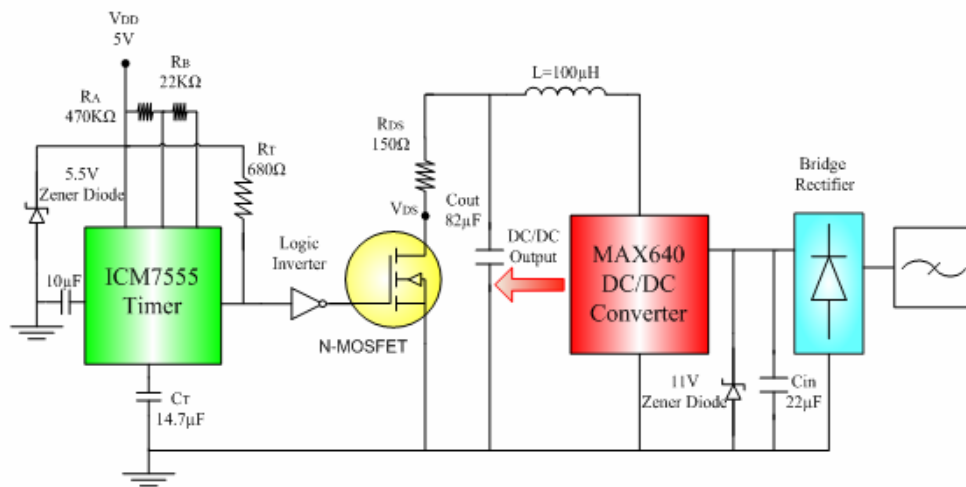 VDD
5V
RB
22KΩ
RA
470KΩ
L=100µH
RDS
150Ω
RT
680Ω
5.5V
Zener Diode
Bridge
Rectifier
VDS
Cout
82µF
DC/DC
Output
Logic
Inverter
10µF
ICM7555
Timer
MAX640
DC/DC
Converter
N-MOSFET
CT
14.7µF
11V
Zener Diode
Cin
22µF